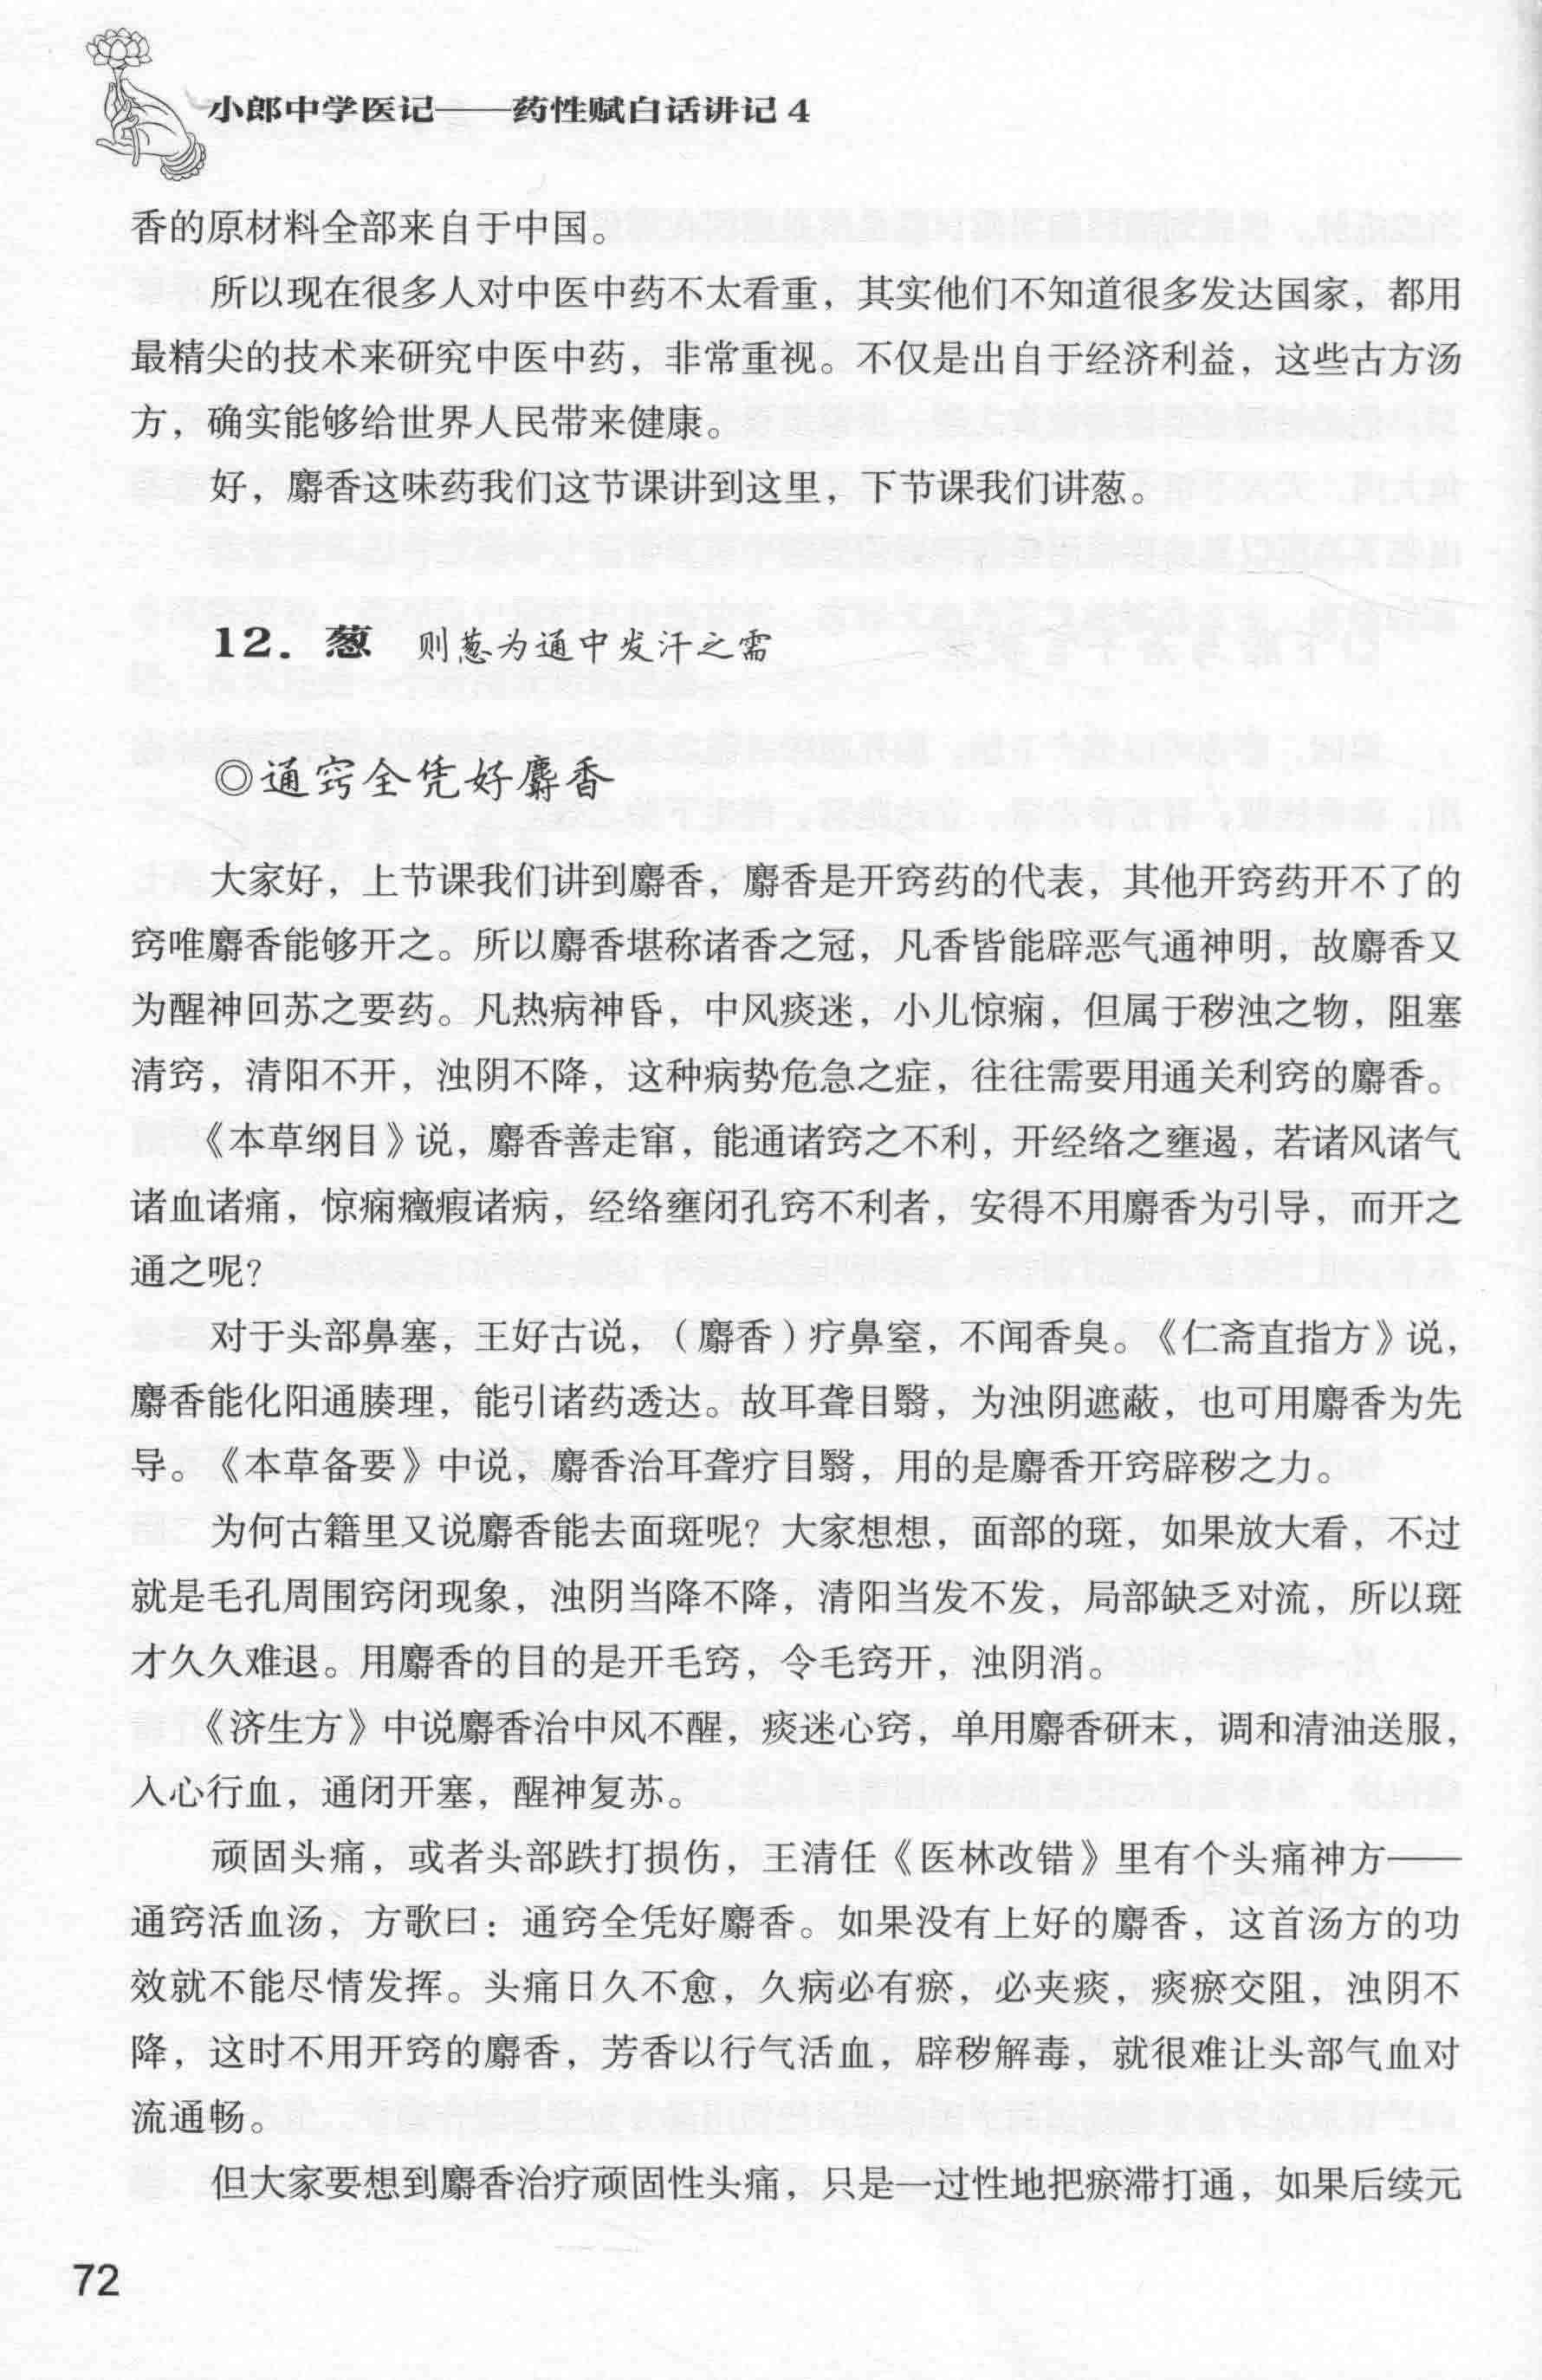 小郎中学医记——药性赋白话讲记4
香的原材料全部来自于中国。
所以现在很多人对中医中药不太看重，其实他们不知道很多发达国家，都用
最精尖的技术来研究中医中药，非常重视。不仅是出自于经济利益，这些古方汤
方，确实能够给世界人民带来健康。
好，麝香这味药我们这节课讲到这里，下节课我们讲葱。
12. 葱 则葱为通中发汗之需
◎通窍全凭好麝香
大家好，上节课我们讲到麝香，麝香是开窍药的代表，其他开窍药开不了的
窍唯麝香能够开之。所以麝香堪称诸香之冠，凡香皆能辟恶气通神明，故麝香又
为醒神回苏之要药。凡热病神昏，中风痰迷，小儿惊痫，但属于秽浊之物，阻塞
清窍，清阳不开，浊阴不降，这种病势危急之症，往往需要用通关利窍的麝香。
《本草纲目》说，麝香善走窜，能通诸窍之不利，开经络之壅遏，若诸风诸气
诸血诸痛，惊痫癥瘕诸病，经络壅闭孔窍不利者，安得不用麝香为引导，而开之
通之呢？
对于头部鼻塞，王好古说，（麝香）疗鼻窒，不闻香臭。《仁斋直指方》说，
麝香能化阳通腠理，能引诸药透达。故耳聋目翳，为浊阴遮蔽，也可用麝香为先
导。《本草备要》中说，麝香治耳聋疗目翳，用的是麝香开窍辟秽之力。
为何古籍里又说麝香能去面斑呢？大家想想，面部的斑，如果放大看，不过
就是毛孔周围窍闭现象，浊阴当降不降，清阳当发不发，局部缺乏对流，所以斑
才久久难退。用麝香的目的是开毛窍，令毛窍开，浊阴消。
《济生方》中说麝香治中风不醒，痰迷心窍，单用麝香研末，调和清油送服，
入心行血，通闭开塞，醒神复苏。
顽固头痛，或者头部跌打损伤，王清任《医林改错》里有个头痛神方——
通窍活血汤，方歌曰：通窍全凭好麝香。如果没有上好的麝香，这首汤方的功
效就不能尽情发挥。头痛日久不愈，久病必有瘀，必夹痰，痰瘀交阻，浊阴不
降，这时不用开窍的麝香，芳香以行气活血，辟秽解毒，就很难让头部气血对
流通畅。
但大家要想到麝香治疗顽固性头痛，只是一过性地把瘀滞打通，如果后续元
72